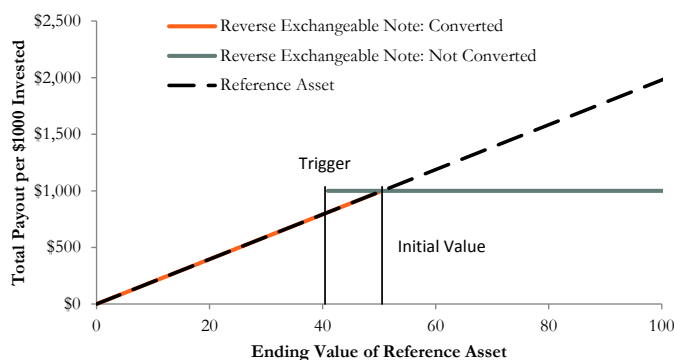 $2,500
Reverse Exchangeable Note: Converted
Reverse Exchangeable Note: Not Converted
Reference Asset
$2,000
$1,500
$1,000
$500
$0
Total Payout per $1000 Invested
Trigger
Initial Value
0
20
40
60
80
100
Ending Value of Reference Asset